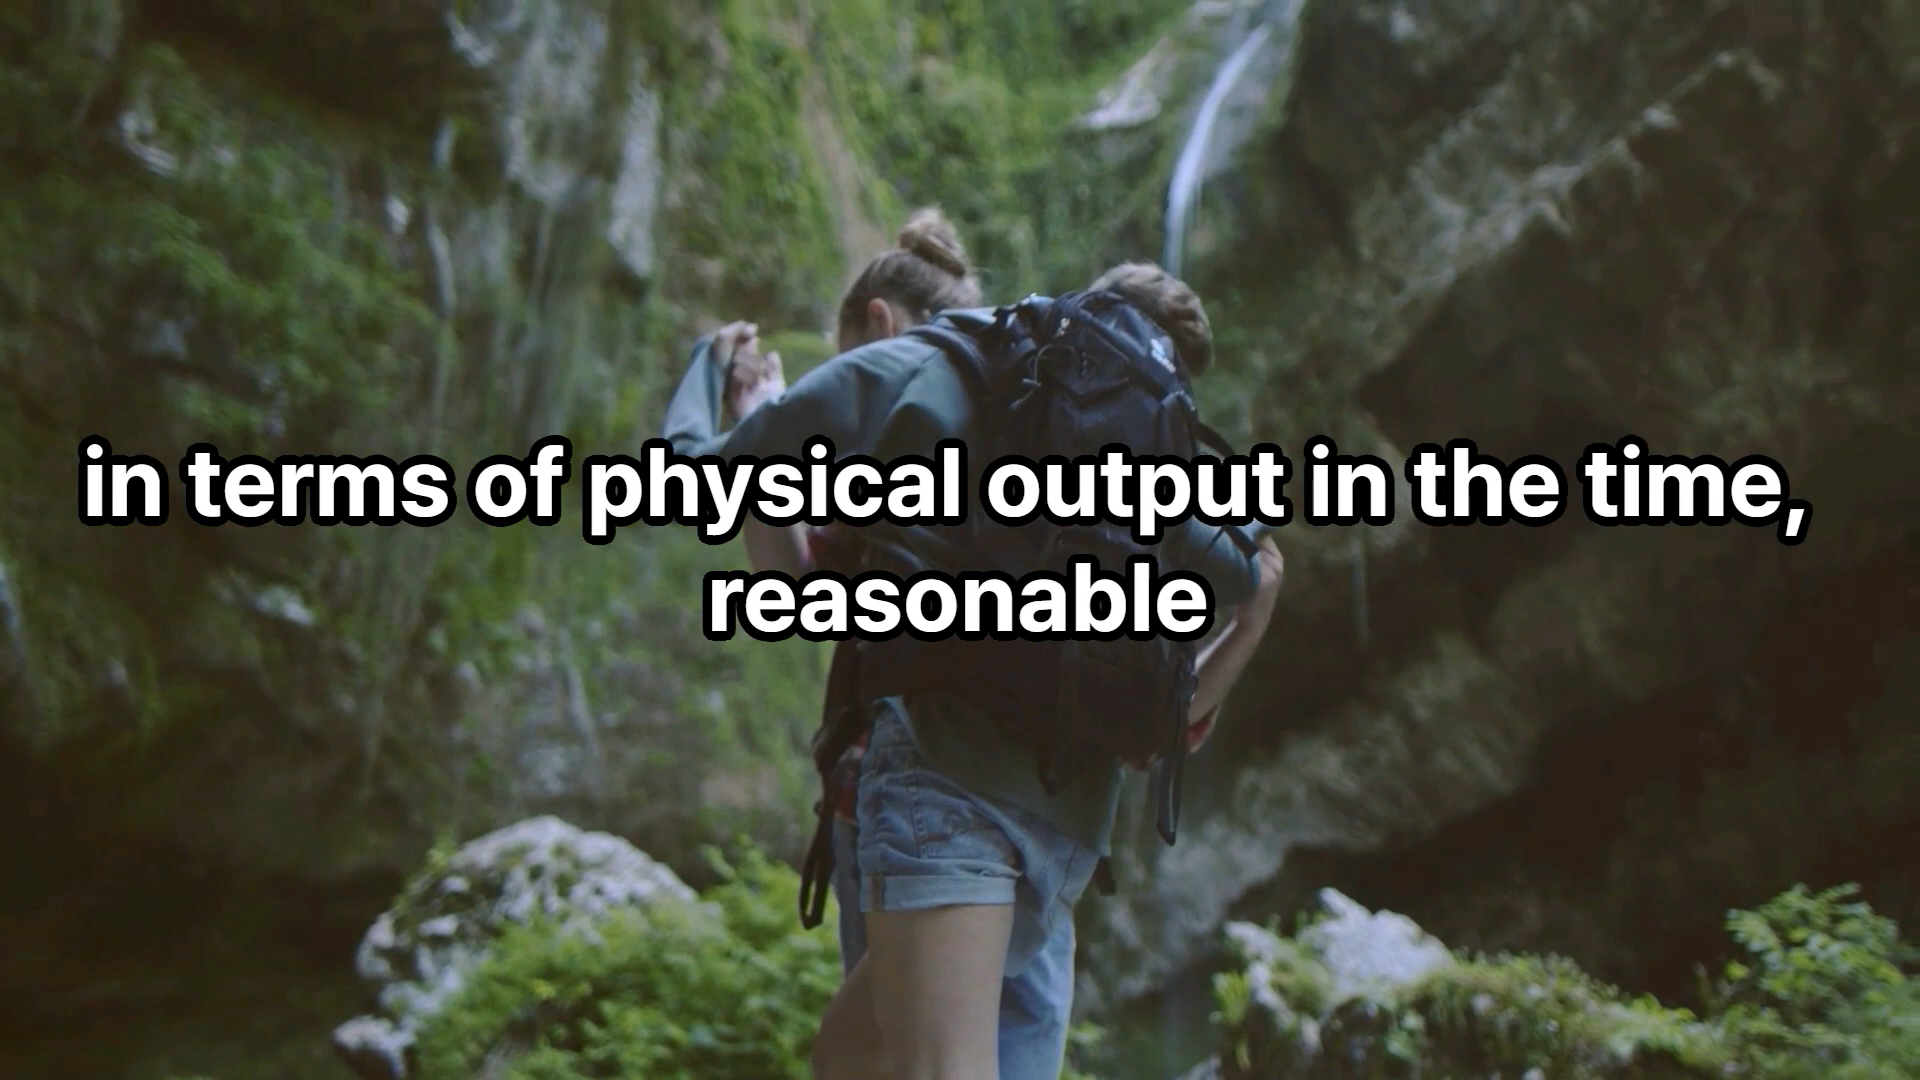 in terms of physical output in the time,
reasonable